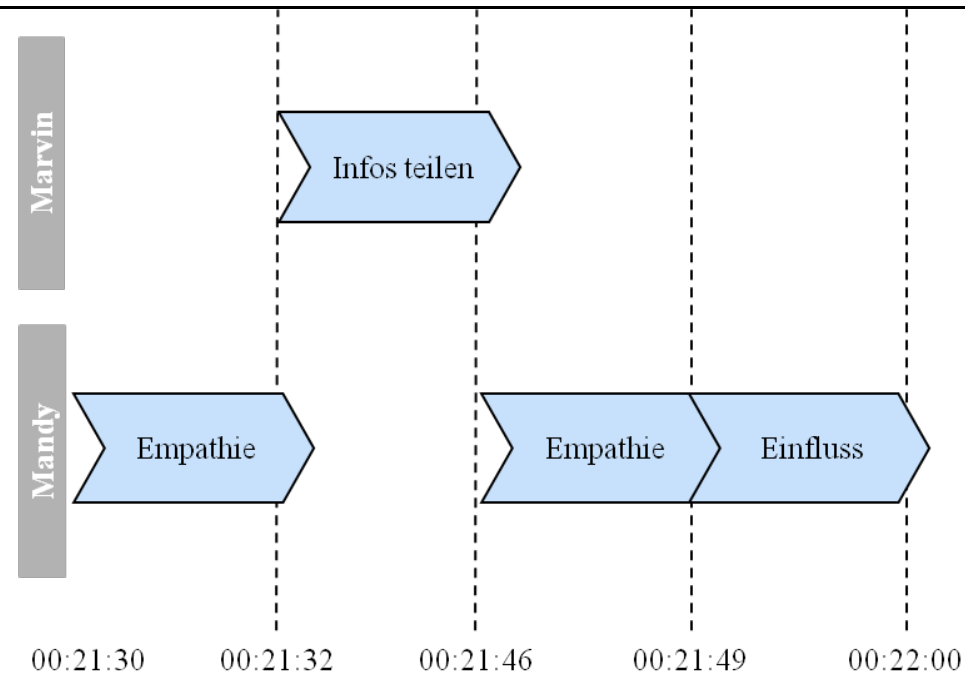 Marvin
Infos teilen
Mandy
Empathie
Empathie
Einfluss
00:21:30
00:21:32
00:21:46
00:21:49
00:22:00